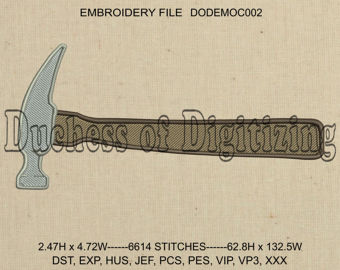 EMBROIDERY FILE DODEMOC002
Duchess of Digitizing
2.47H x 4.72W------6614 STITCHES------62.8H x 132.5W
DST, EXP, HUS, JEF, PCS, PES, VIP, VP3, XXX